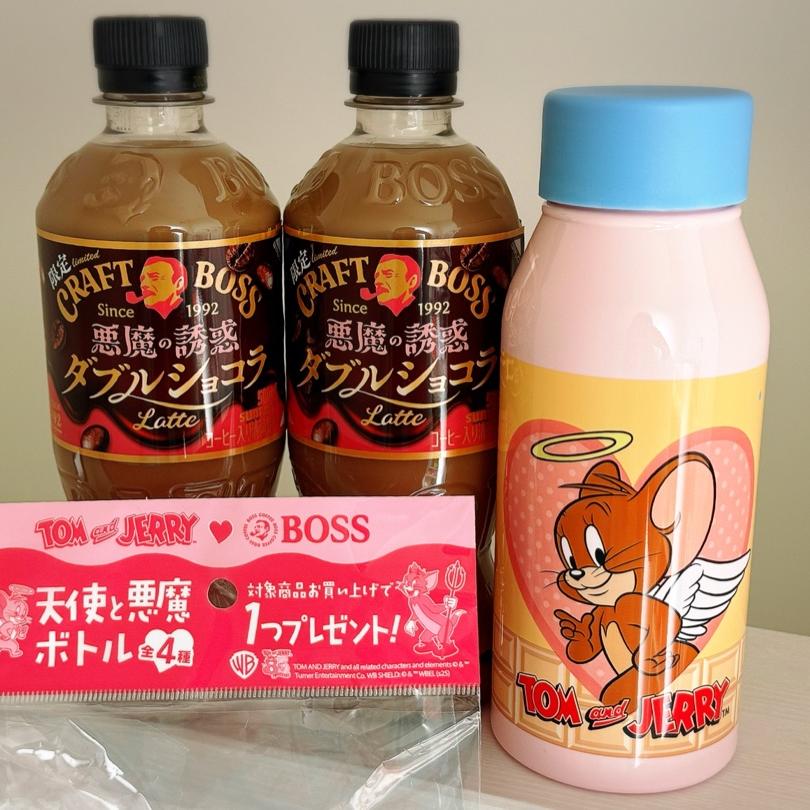 BO
限定 limited
CRAFT BOSS
Since 1992
悪魔の誘惑
ダブルショコラ
Latte
コーヒー入り
BOSS
限定 limited
CRAFT BOSS
Since 1992
悪魔の誘惑
ダブルショコラ
Latte
コーヒー入り
TOM and JERRY ♥ BOSS
天使と悪魔
ボトル 全4種
対象商品お買い上げで
1つプレゼント!
WB
TOM AND JERRY and all related characters and elements © & ™
Turner Entertainment Co. WB SHIELD: © & ™ WBEI. (s25)
TOM and JERRY™